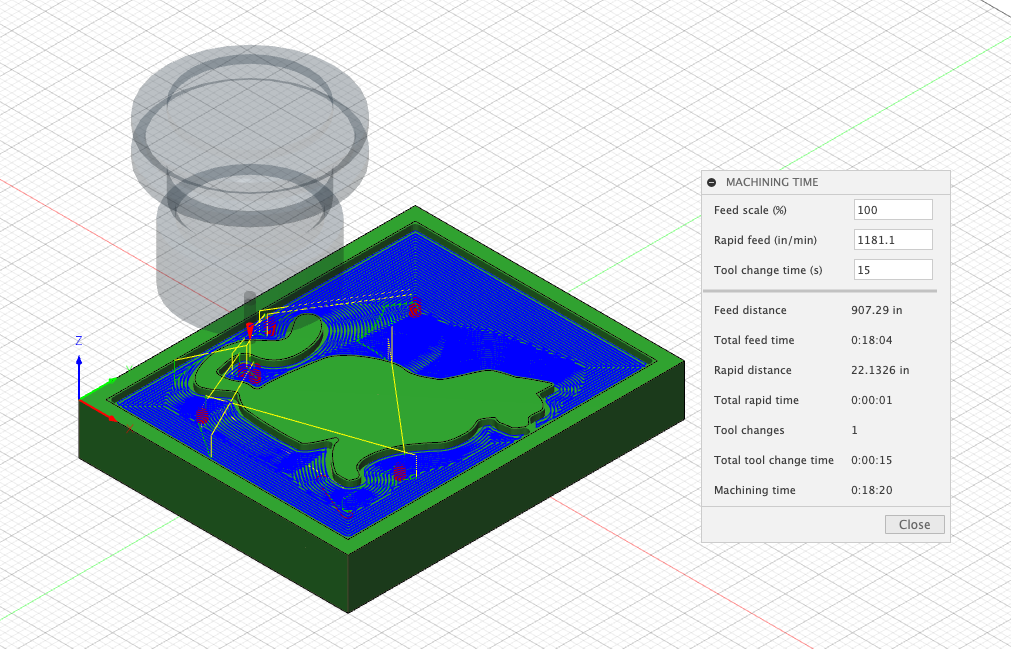 MACHINING TIME
Feed scale (%) 100
Rapid feed (in/min) 1181.1
Tool change time (s) 15
Feed distance 907.29 in
Total feed time 0:18:04
Rapid distance 22.1326 in
Total rapid time 0:00:01
Tool changes 1
Total tool change time 0:00:15
Machining time 0:18:20
Close
Z